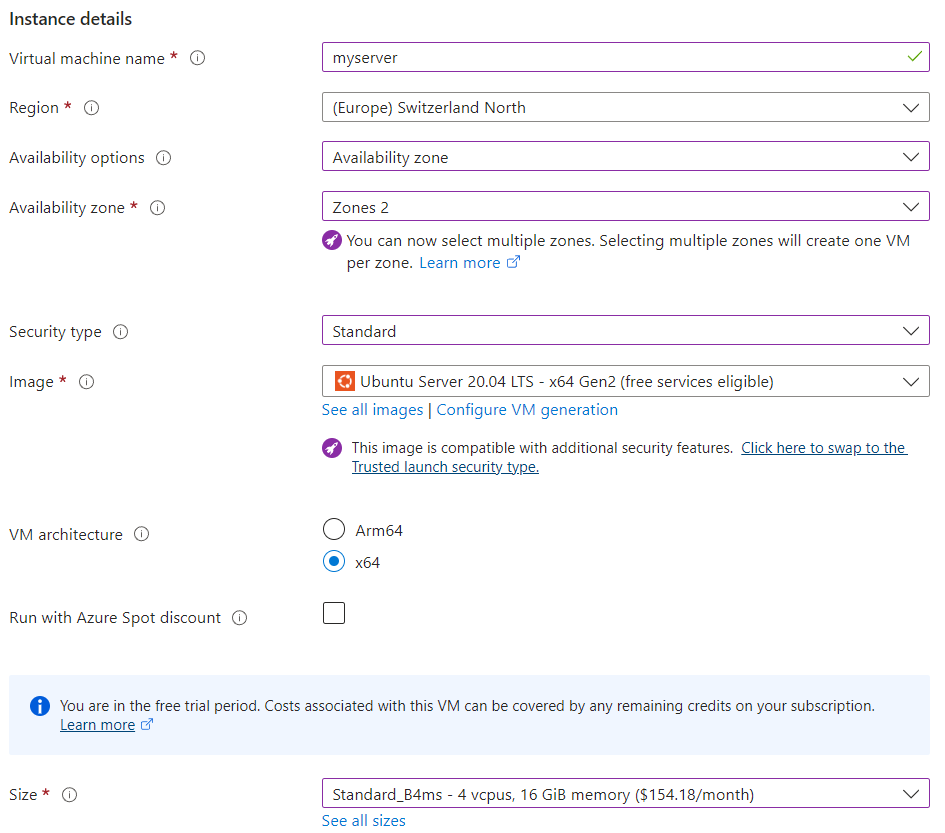 Instance details
Virtual machine name *
myserver
Region *
(Europe) Switzerland North
Availability options
Availability zone
Availability zone *
Zones 2
You can now select multiple zones. Selecting multiple zones will create one VM
per zone. Learn more
Security type
Standard
Image *
Ubuntu Server 20.04 LTS - x64 Gen2 (free services eligible)
See all images | Configure VM generation
This image is compatible with additional security features. Click here to swap to the
Trusted launch security type.
VM architecture
Arm64
x64
Run with Azure Spot discount
You are in the free trial period. Costs associated with this VM can be covered by any remaining credits on your subscription.
Learn more
Size *
Standard_B4ms - 4 vcpus, 16 GiB memory ($154.18/month)
See all sizes